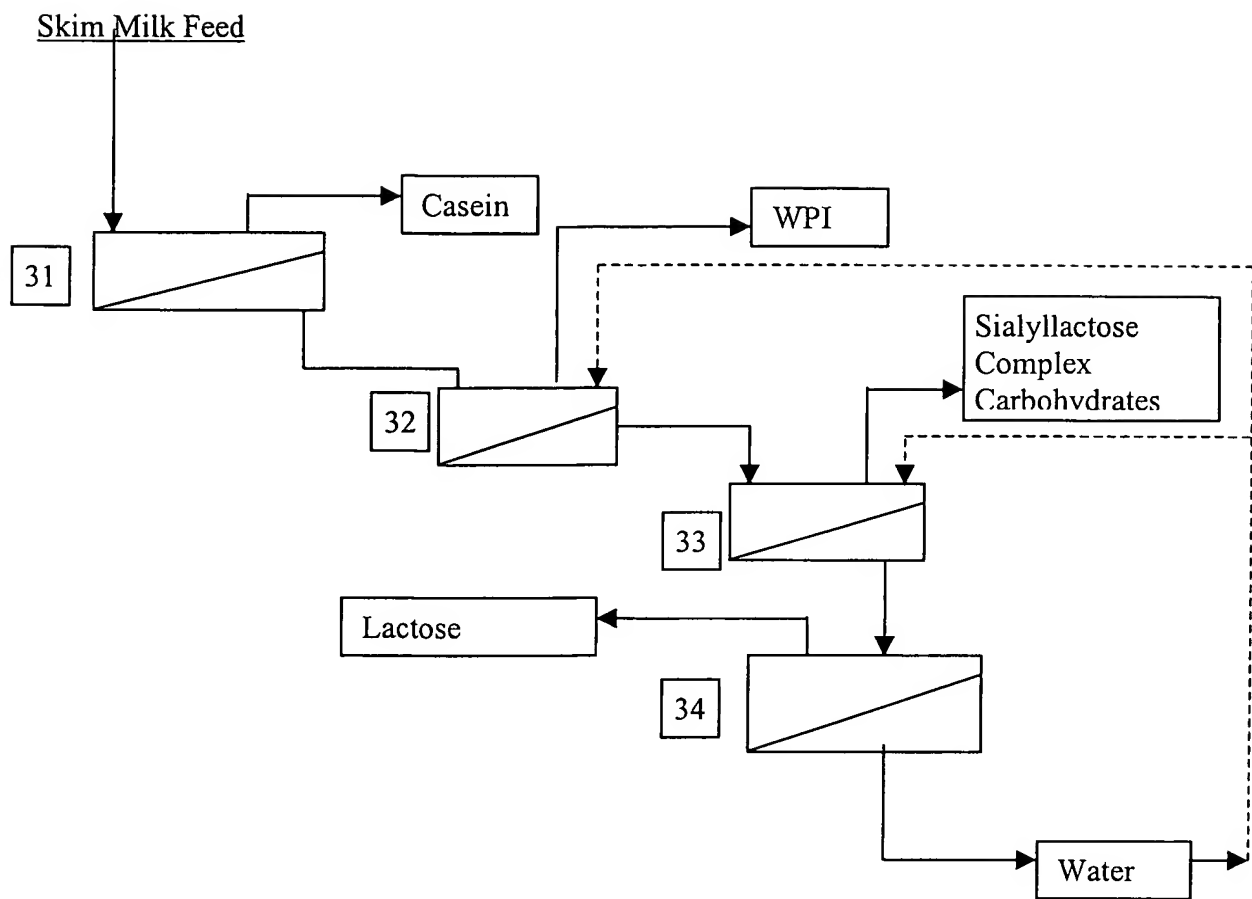 Skim Milk Feed
Casein
WPI
31
Sialyllactose
Complex
Carbohydrates
32
33
Lactose
34
Water